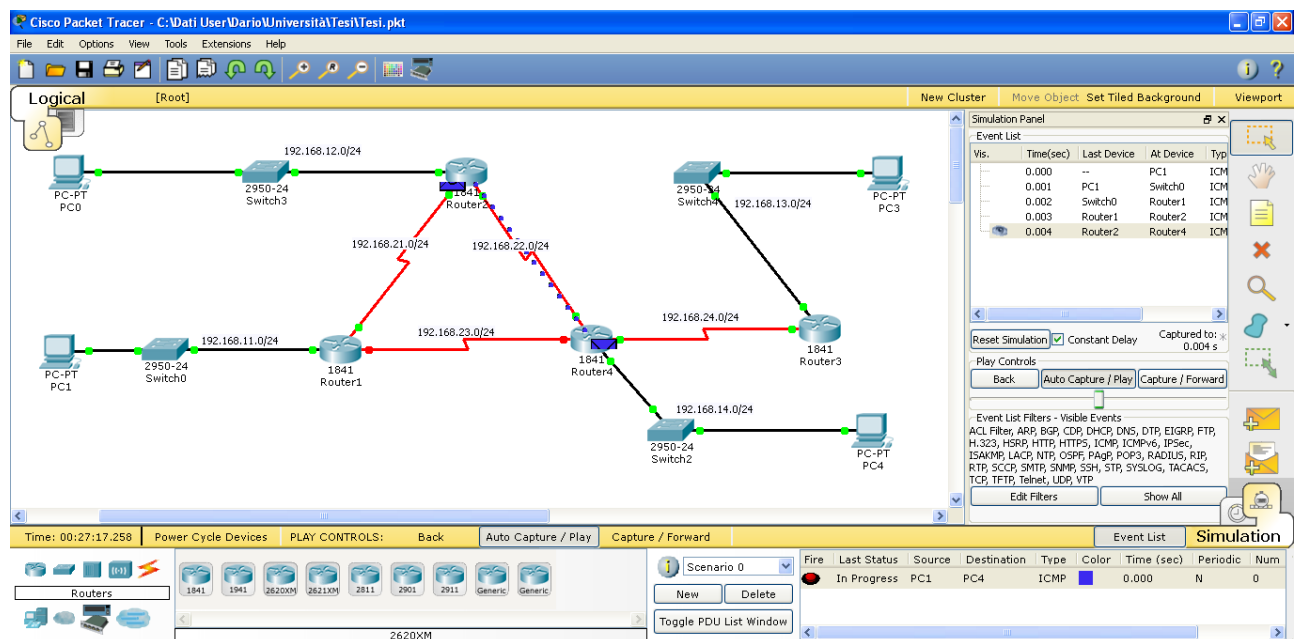 Cisco Packet Tracer - C:\Dati User\Dario\Università\Tesi\Tesi.pkt
File Edit Options View Tools Extensions Help
Logical [Root] New Cluster Move Object Set Tiled Background Viewport
192.168.12.0/24
PC-PT
PC0
2950-24
Switch3
1841
Router2
2950-24
Switch4
192.168.13.0/24
PC-PT
PC3
192.168.21.0/24
192.168.22.0/24
192.168.11.0/24
PC-PT
PC1
2950-24
Switch0
1841
Router1
192.168.23.0/24
1841
Router4
192.168.24.0/24
1841
Router3
192.168.14.0/24
2950-24
Switch2
PC-PT
PC4
Simulation Panel
Event List
Vis. Time(sec) Last Device At Device Typ
0.000 -- PC1 ICM
0.001 PC1 Switch0 ICM
0.002 Switch0 Router1 ICM
0.003 Router1 Router2 ICM
0.004 Router2 Router4 ICM
Reset Simulation Constant Delay Captured to: *
0.004 s
Play Controls
Back Auto Capture / Play Capture / Forward
Event List Filters - Visible Events
ACL Filter, ARP, BGP, CDP, DHCP, DNS, DTP, EIGRP, FTP,
H.323, HSRP, HTTP, HTTPS, ICMP, ICMPv6, IPSec,
ISAKMP, LACP, NTP, OSPF, PAgP, POP3, RADIUS, RIP,
RTP, SCCP, SMTP, SNMP, SSH, STP, SYSLOG, TACACS,
TCP, TFTP, Telnet, UDP, VTP
Edit Filters Show All
Time: 00:27:17.258 Power Cycle Devices PLAY CONTROLS: Back Auto Capture / Play Capture / Forward Event List Simulation
Routers
1841 1941 2620XM 2621XM 2811 2901 2911 Generic Generic
2620XM
Scenario 0
New Delete
Toggle PDU List Window
Fire Last Status Source Destination Type Color Time (sec) Periodic Num
In Progress PC1 PC4 ICMP 0.000 N 0